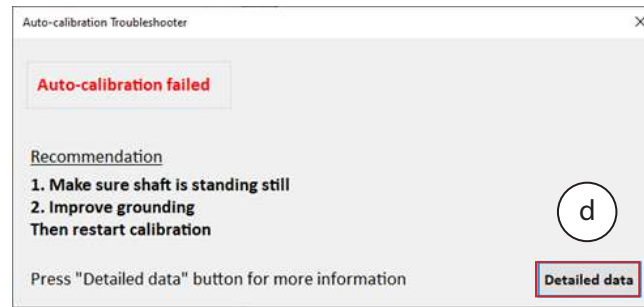 Auto-calibration Troubleshooter
Auto-calibration failed
Recommendation
1. Make sure shaft is standing still
2. Improve grounding
Then restart calibration
d
Press "Detailed data" button for more information
Detailed data